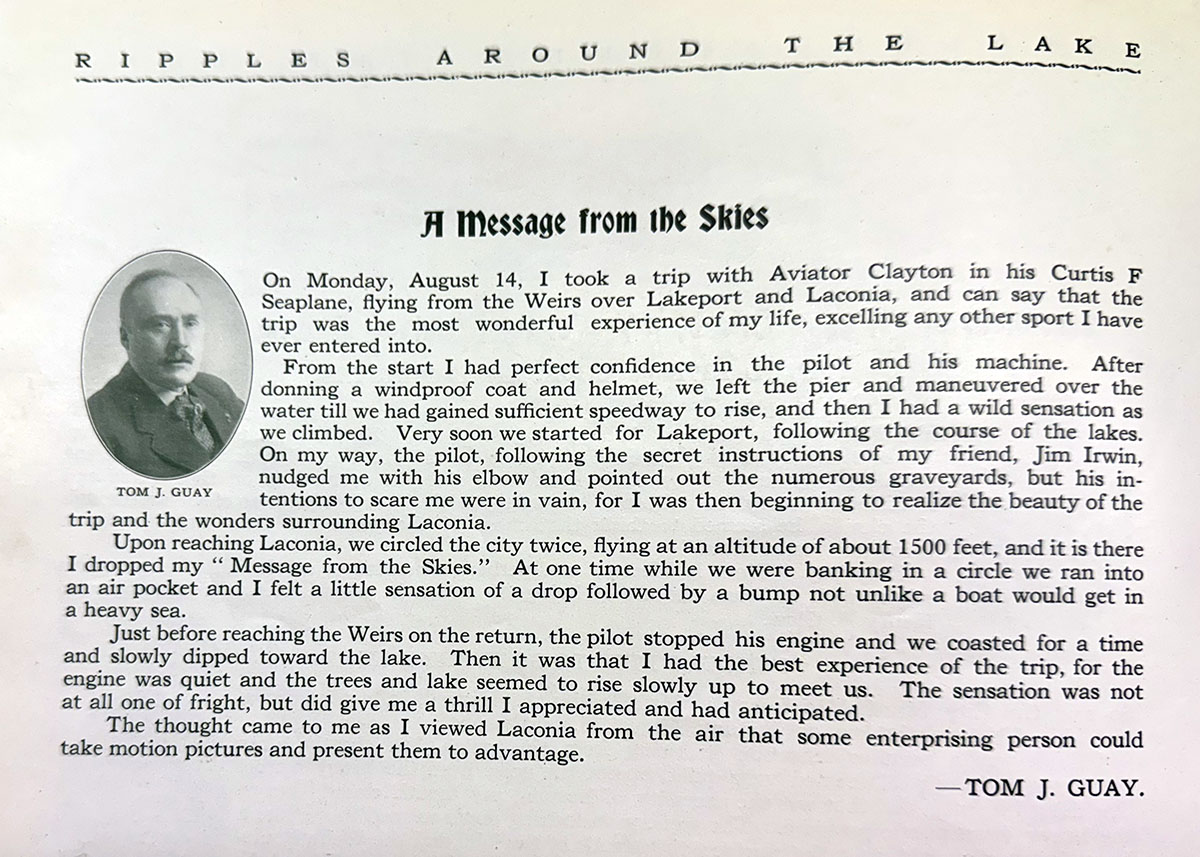 RIPPLES AROUND THE LAKE
A Message from the Skies
On Monday, August 14, I took a trip with Aviator Clayton in his Curtis F
Seaplane, flying from the Weirs over Lakeport and Laconia, and can say that the
trip was the most wonderful experience of my life, excelling any other sport I have
ever entered into.
From the start I had perfect confidence in the pilot and his machine. After
donning a windproof coat and helmet, we left the pier and maneuvered over the
water till we had gained sufficient speedway to rise, and then I had a wild sensation as
we climbed. Very soon we started for Lakeport, following the course of the lakes.
On my way, the pilot, following the secret instructions of my friend, Jim Irwin,
nudged me with his elbow and pointed out the numerous graveyards, but his in-
tentions to scare me were in vain, for I was then beginning to realize the beauty of the
TOM J. GUAY
trip and the wonders surrounding Laconia.
Upon reaching Laconia, we circled the city twice, flying at an altitude of about 1500 feet, and it is there
I dropped my “ Message from the Skies.” At one time while we were banking in a circle we ran into
an air pocket and I felt a little sensation of a drop followed by a bump not unlike a boat would get in
a heavy sea.
Just before reaching the Weirs on the return, the pilot stopped his engine and we coasted for a time
and slowly dipped toward the lake. Then it was that I had the best experience of the trip, for the
engine was quiet and the trees and lake seemed to rise slowly up to meet us. The sensation was not
at all one of fright, but did give me a thrill I appreciated and had anticipated.
The thought came to me as I viewed Laconia from the air that some enterprising person could
take motion pictures and present them to advantage.
—TOM J. GUAY.